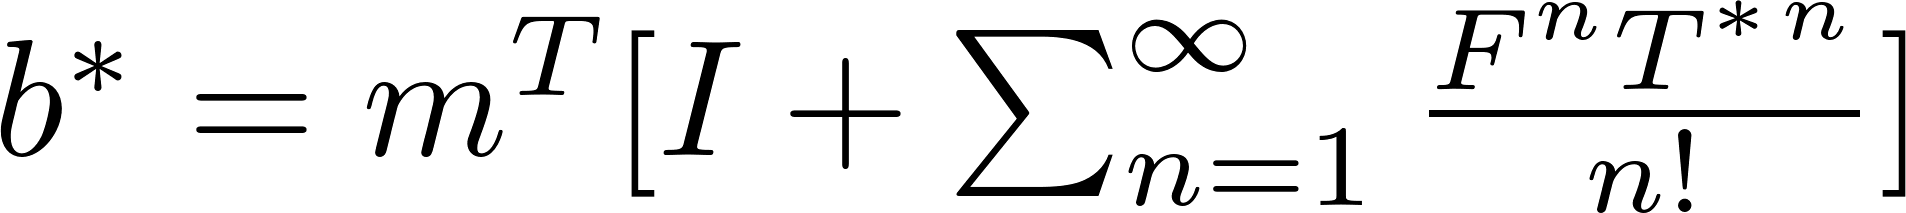 b^* = m^T[I + \sum_{n=1}^{\infty} \frac{F^n T^{*n}}{n!}]